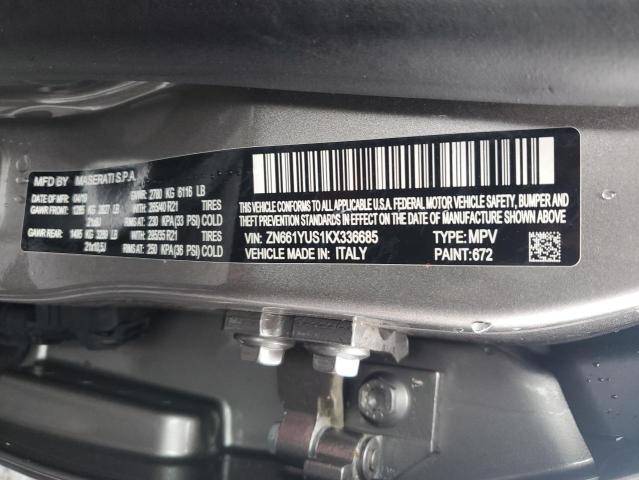 MFD BY MASERATI S.P.A.
DATE OF MFR: 04/19 GVWR: 2780 KG 6116 LB
GAWR FRONT: 1285 KG 2827 LB WITH 265/40 R21 TIRES
21x9J RIMS AT: 230 KPA (33 PSI) COLD
GAWR REAR: 1495 KG 3289 LB WITH 295/35 R21 TIRES
21x10,5J RIMS AT: 250 KPA (36 PSI) COLD
THIS VEHICLE CONFORMS TO ALL APPLICABLE U.S.A.
FEDERAL MOTOR VEHICLE SAFETY, BUMPER AND
THEFT PREVENTION STANDARDS IN EFFECT ON THE DATE OF MANUFACTURE SHOWN ABOVE
VIN: ZN661YUS1KX336685 TYPE: MPV
VEHICLE MADE IN: ITALY PAINT: 672